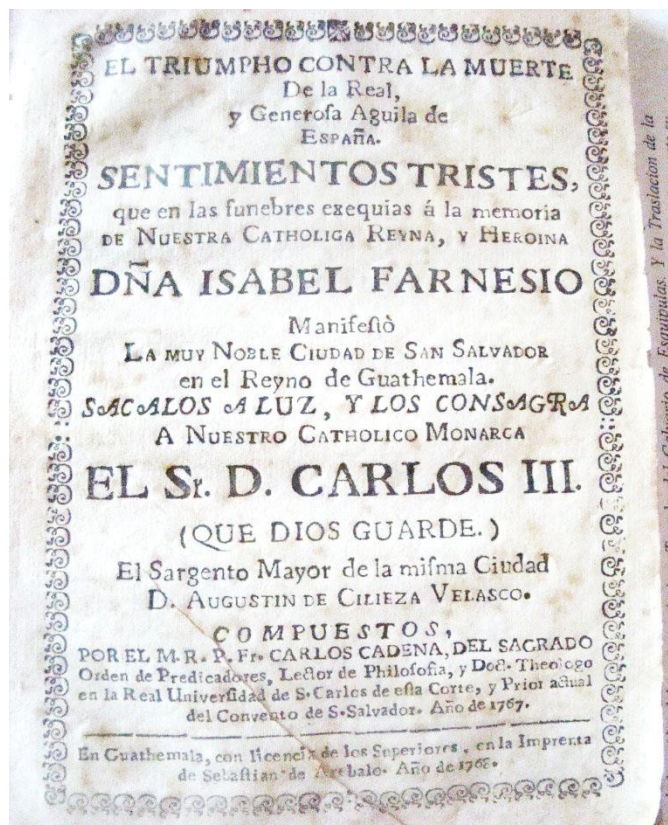 EL TRIUMPHO CONTRA LA MUERTE
De la Real,
y Generoſa Aguila de
ESPAÑA.
SENTIMIENTOS TRISTES,
que en las funebres exequias á la memoria
DE NUESTRA CATHOLIGA REYNA, Y HEROINA
DÑA ISABEL FARNESIO
Manifeſtò
LA MUY NOBLE CIUDAD DE SAN SALVADOR
en el Reyno de Guathemala.
SACALOS A LUZ, Y LOS CONSAGRA
A NUESTRO CATHOLICO MONARCA
EL Sr. D. CARLOS III.
(QUE DIOS GUARDE.)
El Sargento Mayor de la miſma Ciudad
D. AUGUSTIN DE CILIEZA VELASCO.
COMPUESTOS,
POR EL M. R. P. Fr. CARLOS CADENA, DEL SAGRADO
Orden de Predicadores, Lector de Philoſofia, y Doct. Theologo
en la Real Univerſidad de S. Carlos de eſta Corte, y Prior actual
del Convento de S. Salvador. Año de 1767.
En Guathemala, con licencia de los Superiores, en la Imprenta
de Sebaſtian de Arebalo. Año de 1768.
Calvario de Esquipulas Y la Traslacion de la